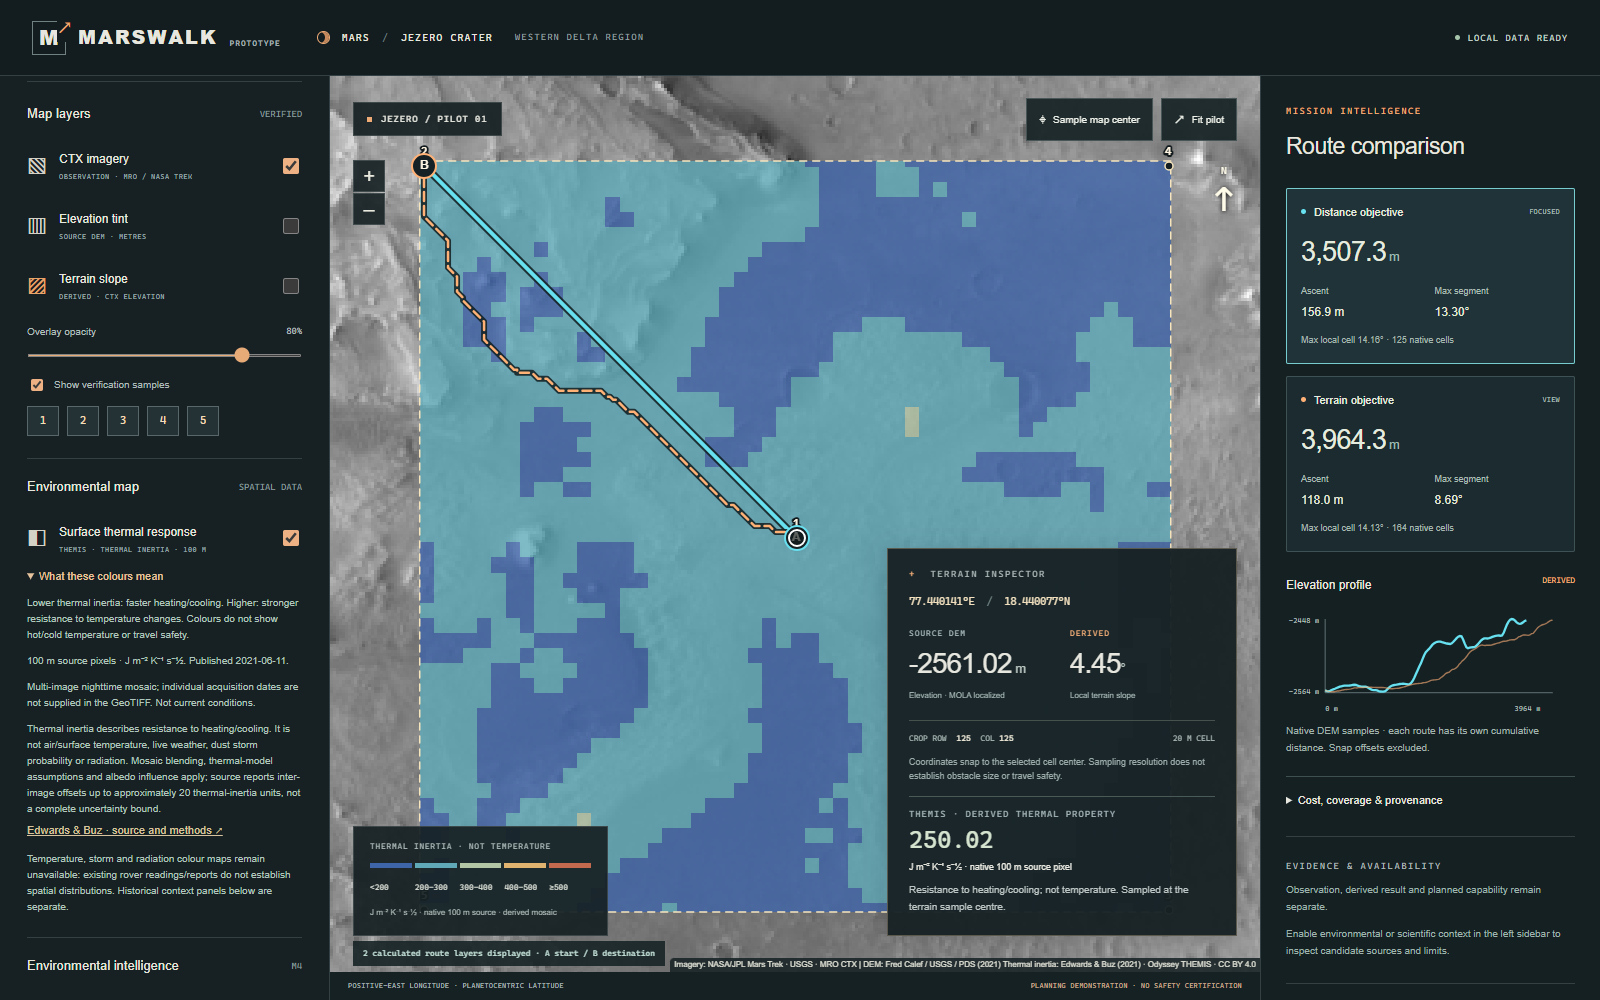 M MARSWALK PROTOTYPE
MARS / JEZERO CRATER WESTERN DELTA REGION
LOCAL DATA READY
Map layers VERIFIED
CTX imagery
OBSERVATION · MRO / NASA TREK
Elevation tint
SOURCE DEM · METRES
Terrain slope
DERIVED · CTX ELEVATION
Overlay opacity 80%
Show verification samples
1 2 3 4 5
Environmental map SPATIAL DATA
Surface thermal response
THEMIS · THERMAL INERTIA · 100 M
▼ What these colours mean
Lower thermal inertia: faster heating/cooling. Higher: stronger
resistance to temperature changes. Colours do not show
hot/cold temperature or travel safety.
100 m source pixels · J m⁻² K⁻¹ s⁻½. Published 2021-06-11.
Multi-image nighttime mosaic; individual acquisition dates are
not supplied in the GeoTIFF. Not current conditions.
Thermal inertia describes resistance to heating/cooling. It is
not air/surface temperature, live weather, dust storm
probability or radiation. Mosaic blending, thermal-model
assumptions and albedo influence apply; source reports inter-
image offsets up to approximately 20 thermal-inertia units, not
a complete uncertainty bound.
Edwards & Buz · source and methods ↗
Temperature, storm and radiation colour maps remain
unavailable: existing rover readings/reports do not establish
spatial distributions. Historical context panels below are
separate.
Environmental intelligence M4
JEZERO / PILOT 01
Sample map center
↗ Fit pilot
+
−
2
B
4
N
1
A
THERMAL INERTIA · NOT TEMPERATURE
<200 200–300 300–400 400–500 ≥500
J m⁻² K⁻¹ s⁻½ · native 100 m source · derived mosaic
2 calculated route layers displayed · A start / B destination
+ TERRAIN INSPECTOR
77.440141°E / 18.440077°N
SOURCE DEM DERIVED
-2561.02 m 4.45°
Elevation · MOLA localized Local terrain slope
CROP ROW 125 COL 125 20 M CELL
Coordinates snap to the selected cell center. Sampling resolution does not
establish obstacle size or travel safety.
THEMIS · DERIVED THERMAL PROPERTY
250.02
J m⁻² K⁻¹ s⁻½ · native 100 m source pixel
Resistance to heating/cooling; not temperature. Sampled at the
terrain sample centre.
Imagery: NASA/JPL Mars Trek · USGS · MRO CTX | DEM: Fred Calef / USGS / PDS (2021) Thermal inertia: Edwards & Buz (2021) · Odyssey THEMIS · CC BY 4.0
POSITIVE-EAST LONGITUDE · PLANETOCENTRIC LATITUDE
PLANNING DEMONSTRATION · NO SAFETY CERTIFICATION
MISSION INTELLIGENCE
Route comparison
Distance objective FOCUSED
3,507.3 m
Ascent Max segment
156.9 m 13.30°
Max local cell 14.16° · 125 native cells
Terrain objective VIEW
3,964.3 m
Ascent Max segment
118.0 m 8.69°
Max local cell 14.13° · 164 native cells
Elevation profile DERIVED
−2448 m
−2564 m
0 m 3964 m
Native DEM samples · each route has its own cumulative
distance. Snap offsets excluded.
▶ Cost, coverage & provenance
EVIDENCE & AVAILABILITY
Observation, derived result and planned capability remain
separate.
Enable environmental or scientific context in the left sidebar to
inspect candidate sources and limits.